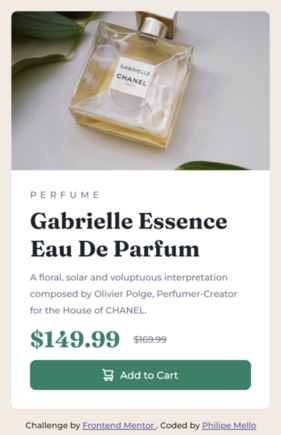 GABRIELLE
CHANEL
PARIS
PERFUME
Gabrielle Essence
Eau De Parfum
A floral, solar and voluptuous interpretation
composed by Olivier Polge, Perfumer-Creator
for the House of CHANEL.
$149.99 $169.99
Add to Cart
Challenge by Frontend Mentor . Coded by Philipe Mello